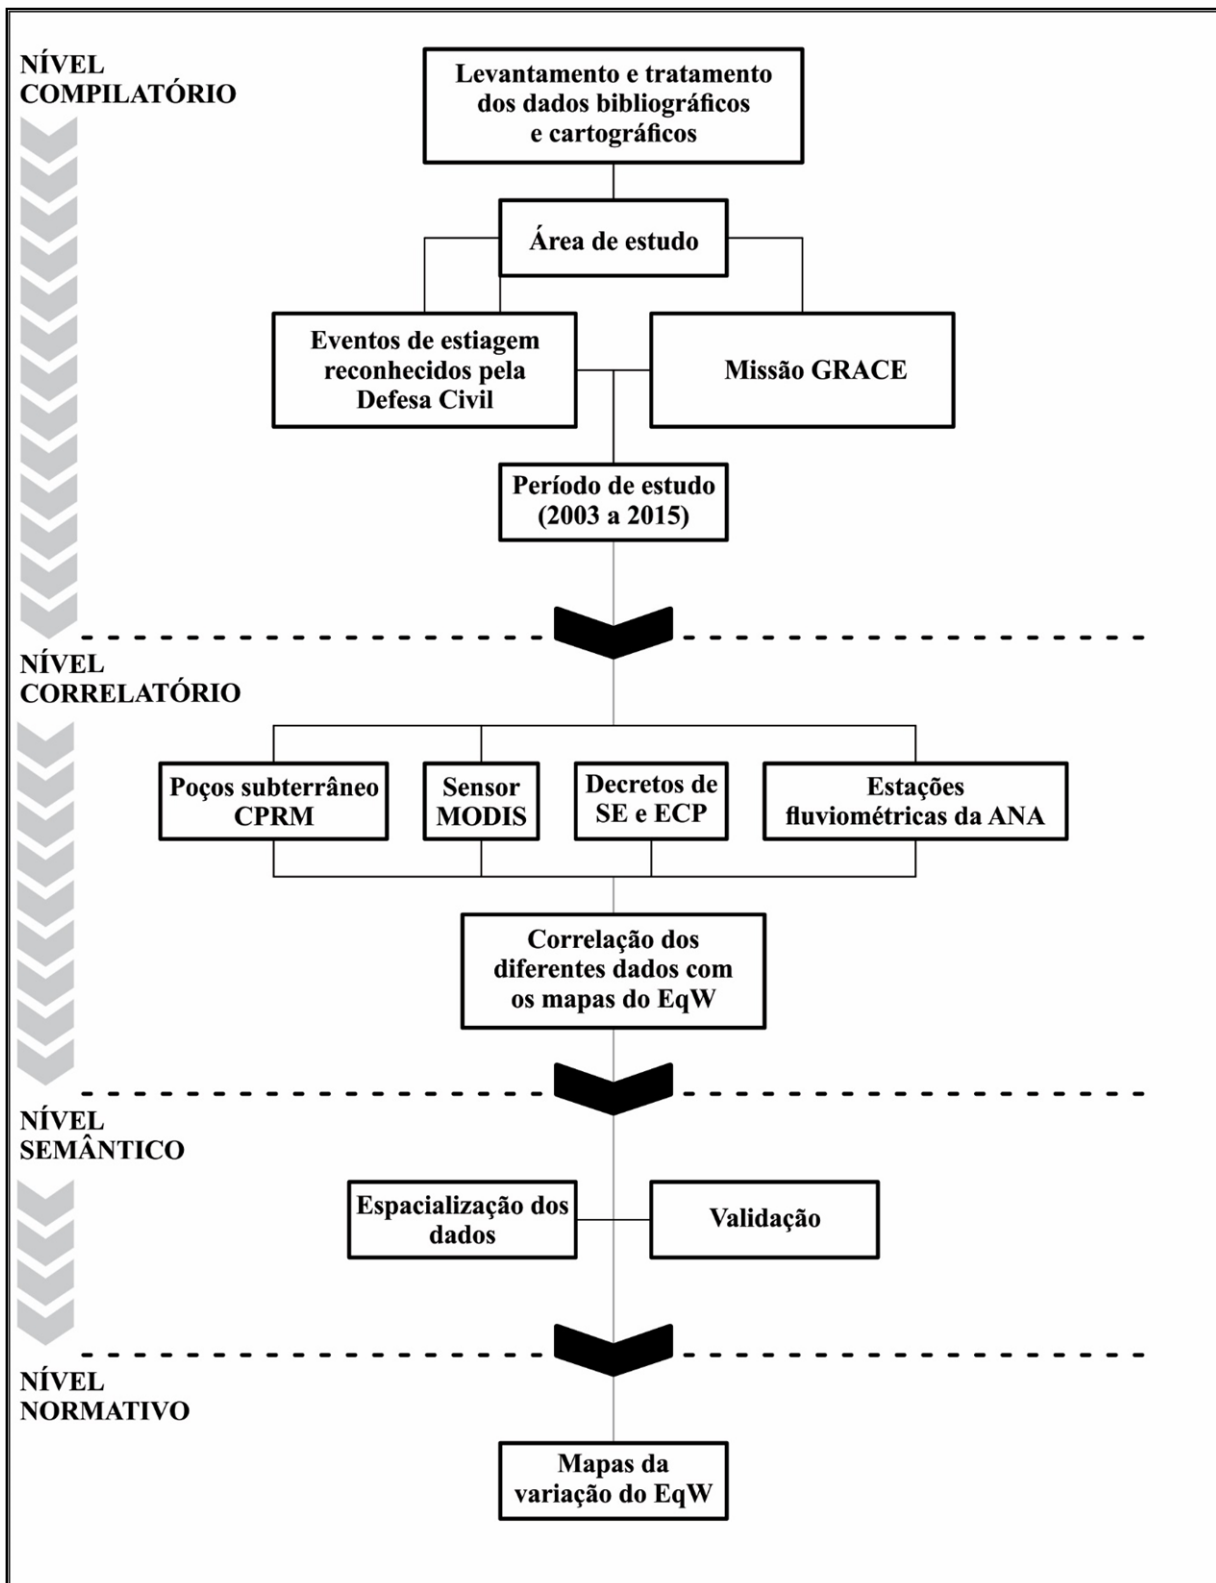 NÍVEL
COMPILATÓRIO
Levantamento e tratamento
dos dados bibliográficos
e cartográficos
Área de estudo
Eventos de estiagem
reconhecidos pela
Defesa Civil
Missão GRACE
Período de estudo
(2003 a 2015)
NÍVEL
CORRELATÓRIO
Poços subterrâneo
CPRM
Sensor
MODIS
Decretos de
SE e ECP
Estações
fluviométricas da ANA
Correlação dos
diferentes dados com
os mapas do EqW
NÍVEL
SEMÂNTICO
Espacialização dos
dados
Validação
NÍVEL
NORMATIVO
Mapas da
variação do EqW